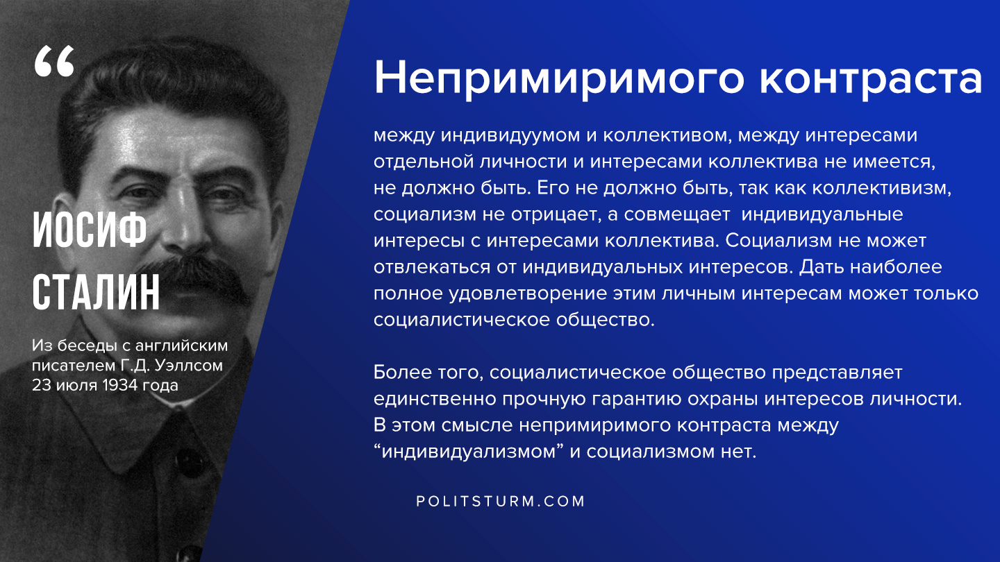 “
ИОСИФ
СТАЛИН
Из беседы с английским
писателем Г.Д. Уэллсом
23 июля 1934 года
Непримиримого контраста
между индивидуумом и коллективом, между интересами
отдельной личности и интересами коллектива не имеется,
не должно быть. Его не должно быть, так как коллективизм,
социализм не отрицает, а совмещает  индивидуальные
интересы с интересами коллектива. Социализм не может
отвлекаться от индивидуальных интересов. Дать наиболее
полное удовлетворение этим личным интересам может только
социалистическое общество.
Более того, социалистическое общество представляет
единственно прочную гарантию охраны интересов личности.
В этом смысле непримиримого контраста между
“индивидуализмом” и социализмом нет.
POLITSTURM.COM